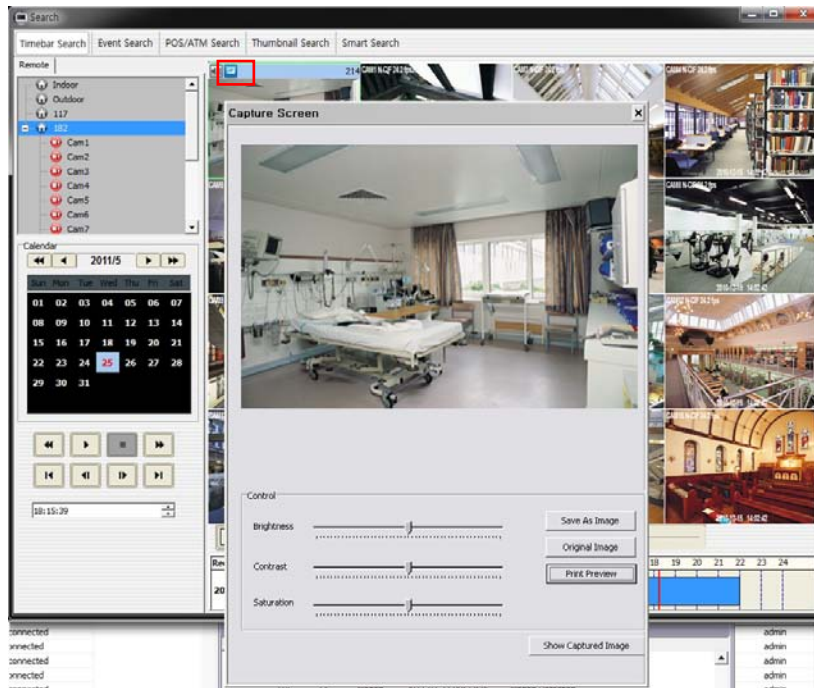 Search
Timebar Search Event Search POS/ATM Search Thumbnail Search Smart Search
Remote
Indoor
Outdoor
117
182
Cam1
Cam2
Cam3
Cam4
Cam5
Cam6
Cam7
Calendar
2011/5
Sun Mon Tue Wed Thu Fri Sat
01 02 03 04 05 06 07
08 09 10 11 12 13 14
15 16 17 18 19 20 21
22 23 24 25 26 27 28
29 30 31
18:15:39
214
Capture Screen
Control
Brightness
Contrast
Saturation
Save As Image
Original Image
Print Preview
Show Captured Image
18 19 20 21 22 23 24
Re
20
connected
connected
connected
connected
admin
admin
admin
admin